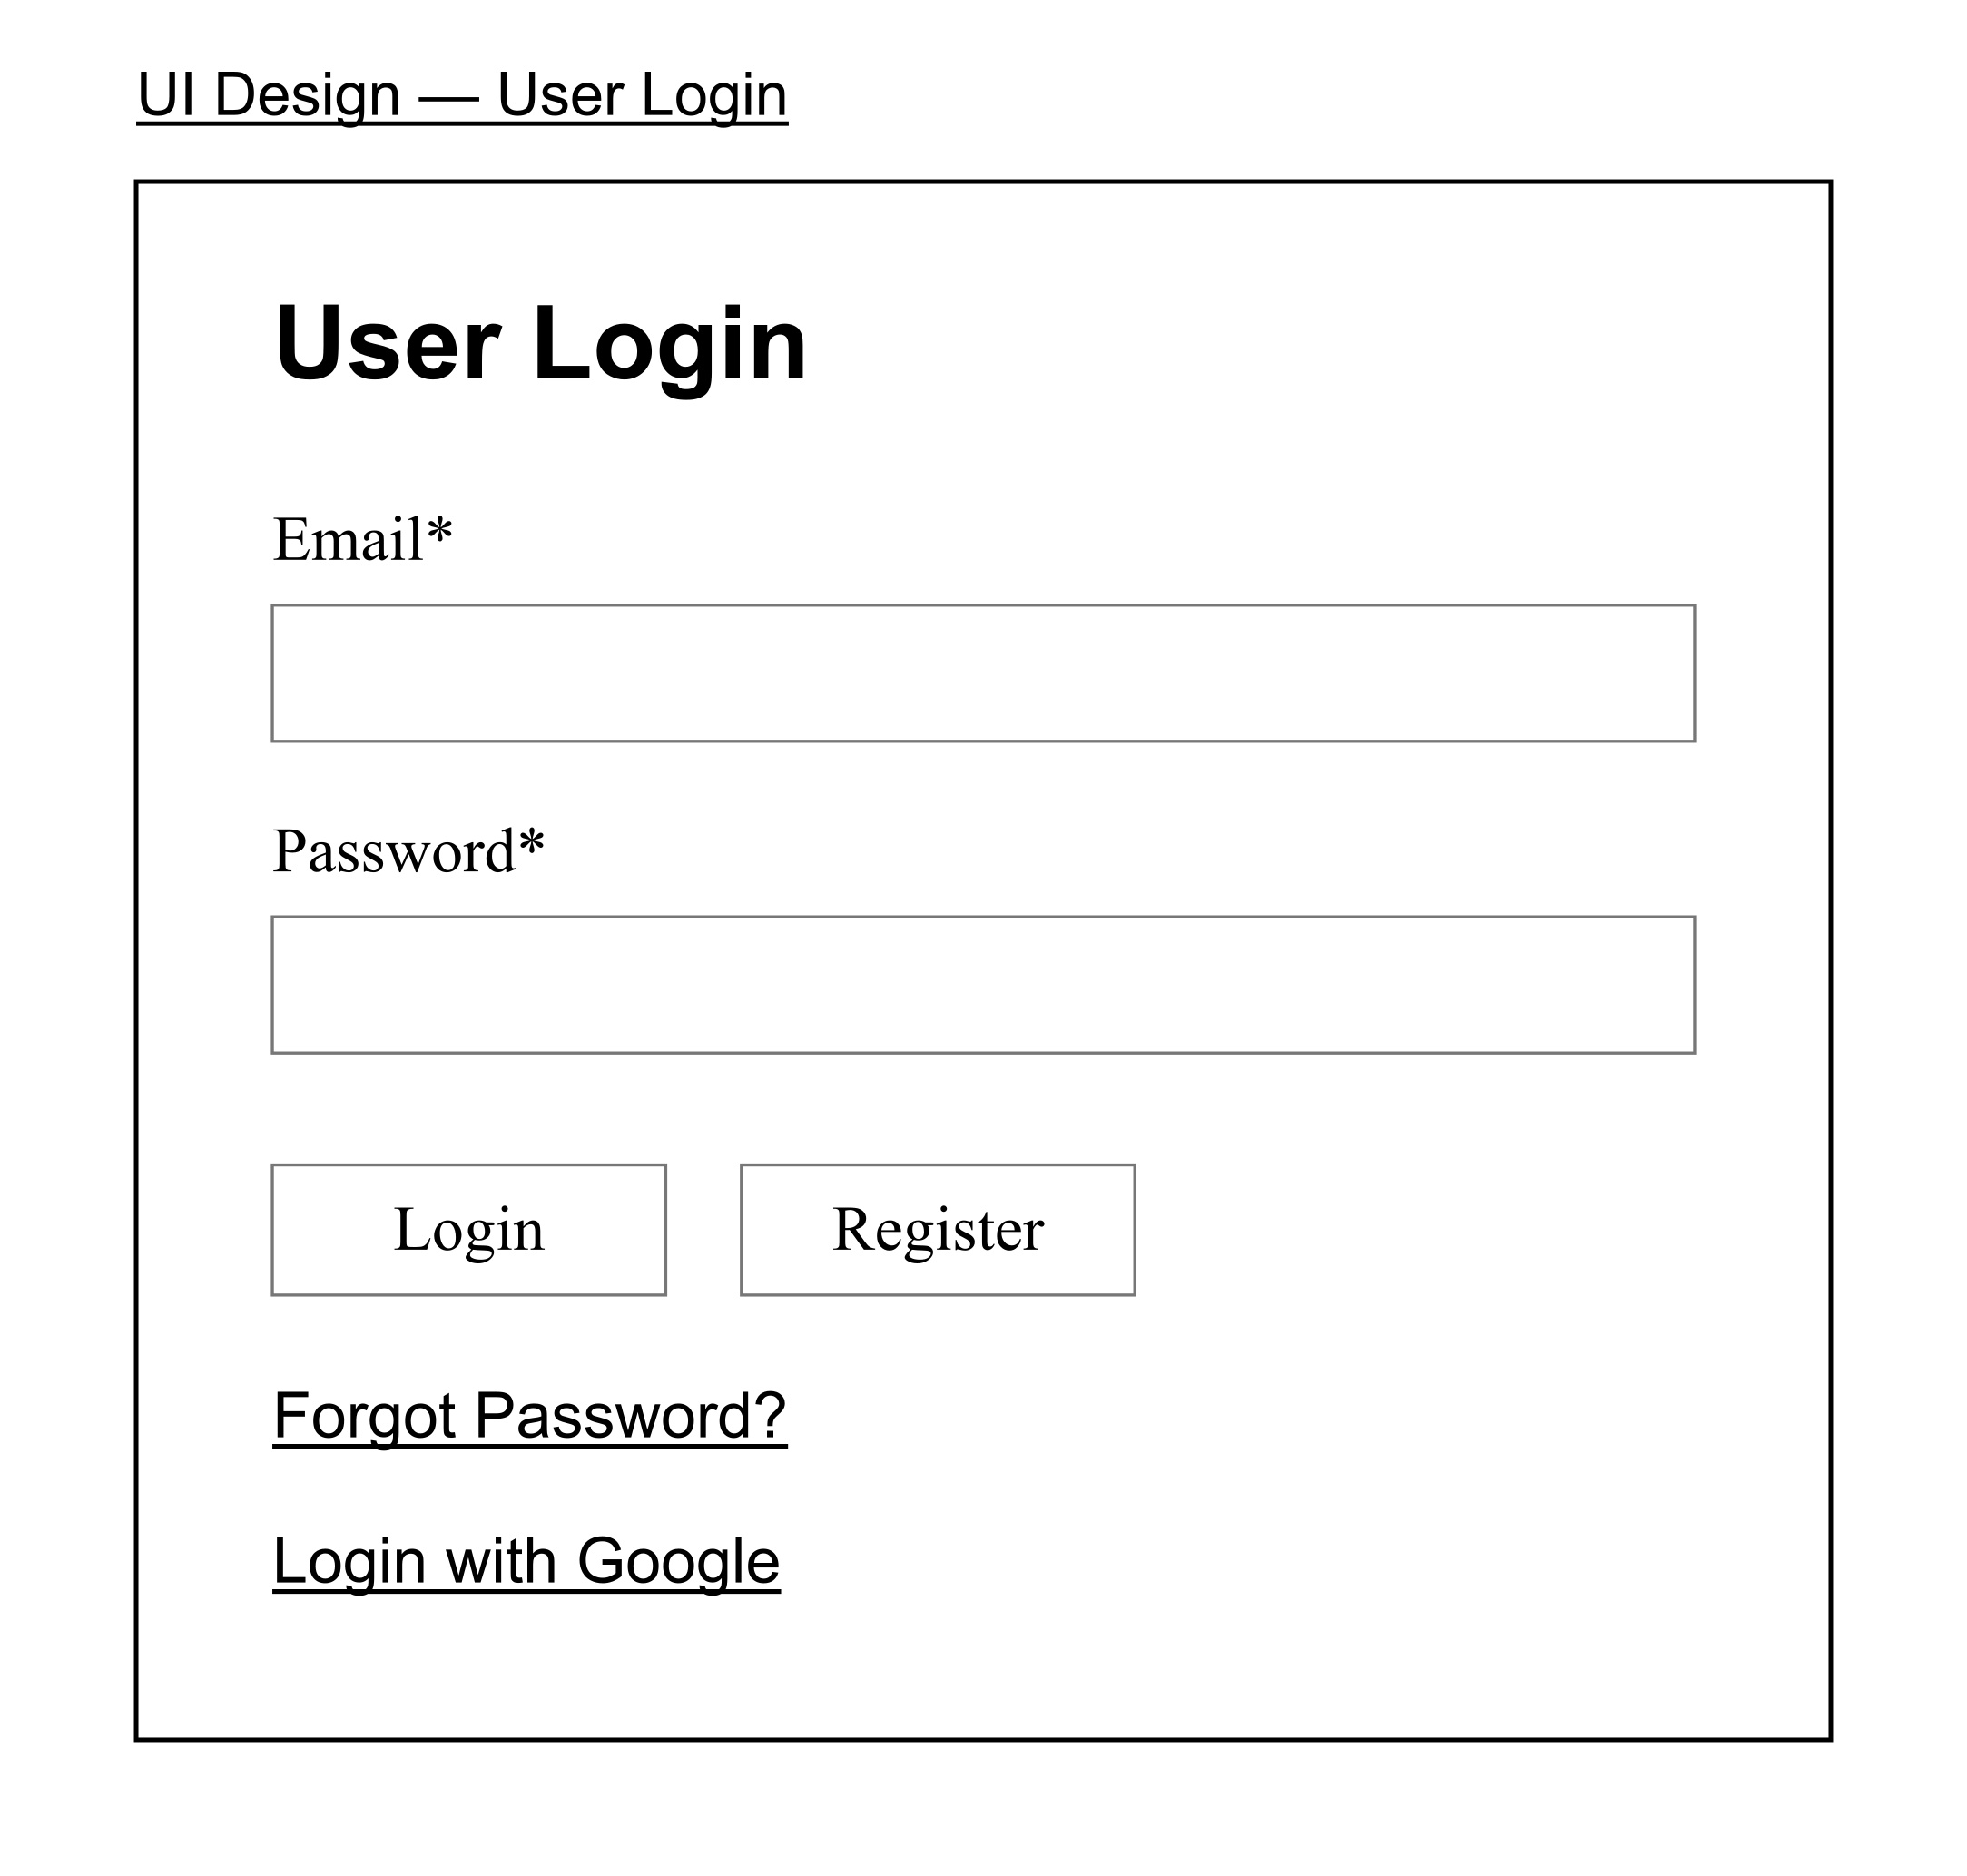 UI Design — User Login
User Login
Email*
Password*
Login
Register
Forgot Password?
Login with Google